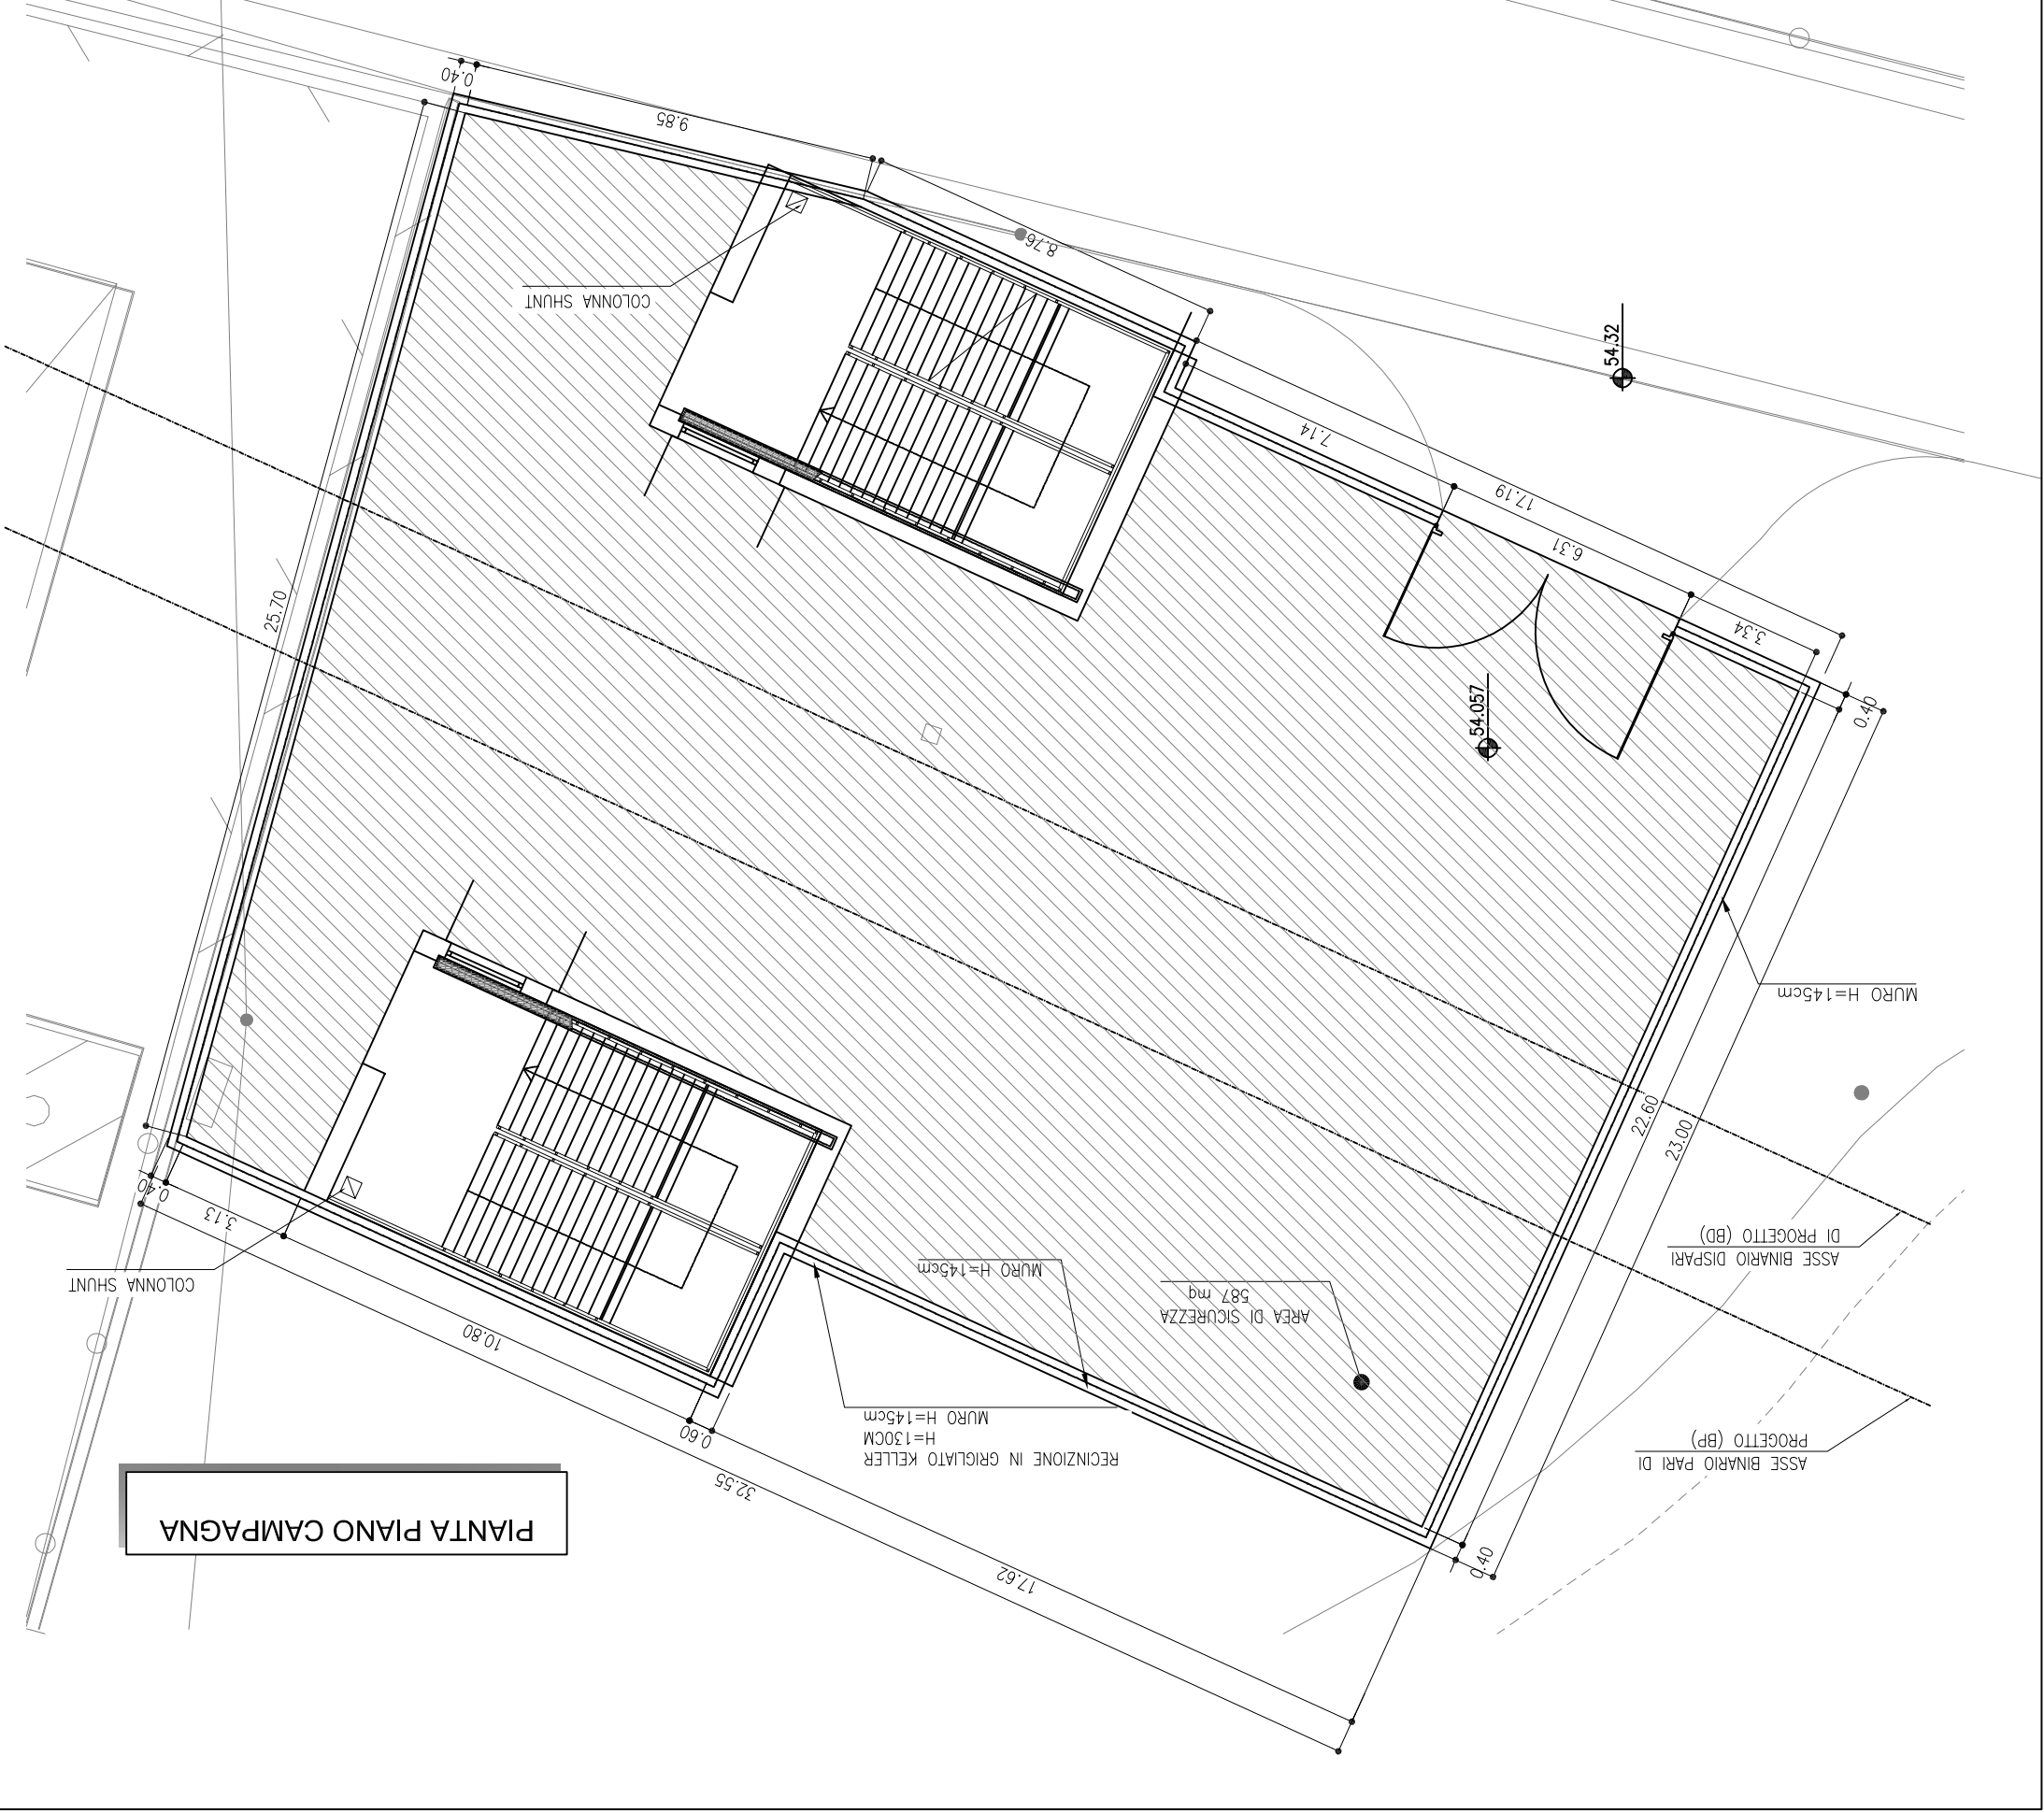 PIANTA PIANO CAMPAGNA
32.55
17.62
0.60
10.80
3.13
0.40
0.40
COLONNA SHUNT
RECINZIONE IN GRIGLIATO KELLER
H=130CM
MURO H=145cm
MURO H=145cm
AREA DI SICUREZZA
587 mq
ASSE BINARIO PARI DI
PROGETTO (BP)
ASSE BINARIO DISPARI
DI PROGETTO (BD)
MURO H=145cm
22.60
23.00
0.40
3.34
6.31
17.19
7.14
54.057
54.32
25.70
COLONNA SHUNT
8.76
9.85
0.40